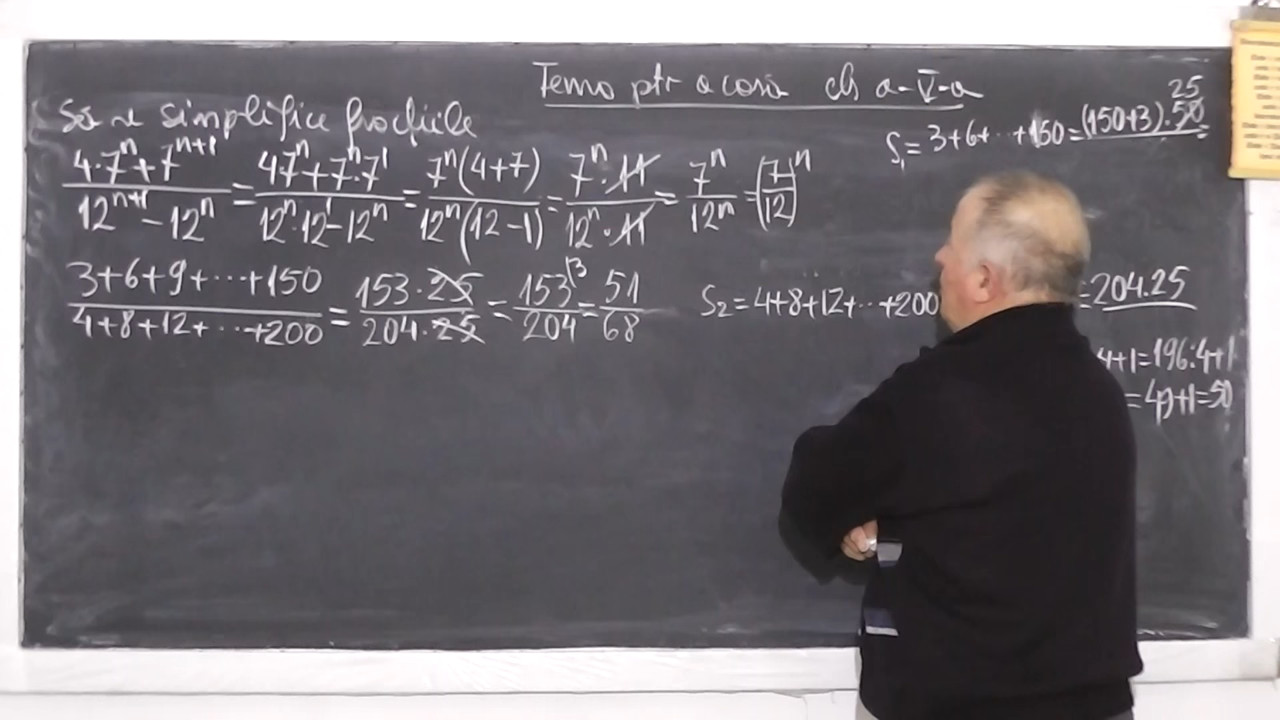 Temă ptr acasă cls a-V-a
Să se simplifice fracțiile
4·7ⁿ+7ⁿ⁺¹/12ⁿ⁺¹-12ⁿ = 4·7ⁿ+7ⁿ·7¹/12ⁿ·12¹-12ⁿ = 7ⁿ(4+7)/12ⁿ(12-1) = 7ⁿ·11/12ⁿ·11 = 7ⁿ/12ⁿ = (7/12)ⁿ
3+6+9+···+150/4+8+12+···+200 = 153·25/204·25 = 153/204 ⁽³ = 51/68
25
S₁=3+6+···+150=(150+3)·50=
S₂=4+8+12+···+200
=204·25
4+1=196:4+1
=49+1=50